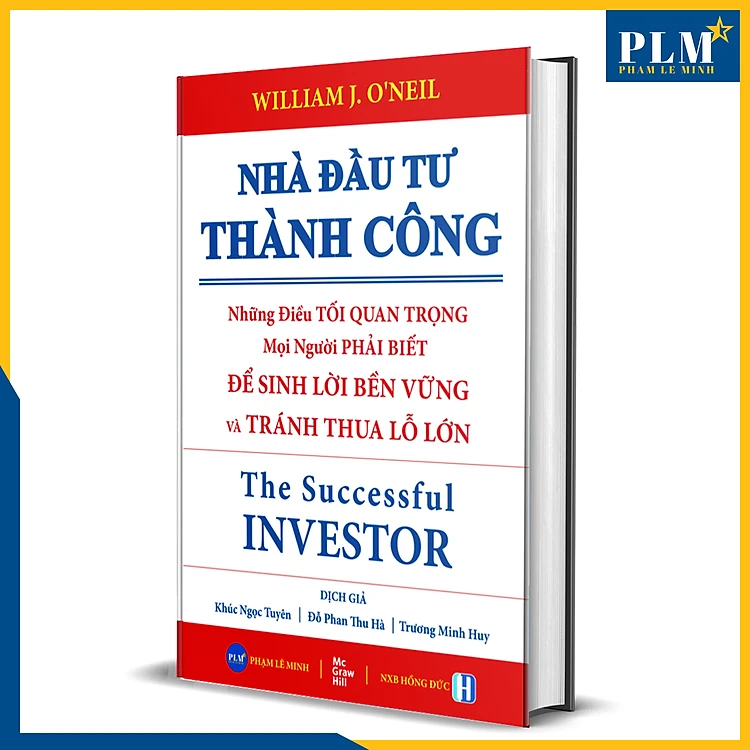 PLM
PHAM LE MINH
WILLIAM J. O'NEIL
NHÀ ĐẦU TƯ
THÀNH CÔNG
Những Điều TỐI QUAN TRỌNG
Mọi Người PHẢI BIẾT
ĐỂ SINH LỜI BỀN VỮNG
VÀ TRÁNH THUA LỖ LỚN
The Successful
INVESTOR
DỊCH GIẢ
Khúc Ngọc Tuyên | Đỗ Phan Thu Hà | Trương Minh Huy
PLM PHẠM LÊ MINH
Mc
Graw
Hill
NXB HỒNG ĐỨC H